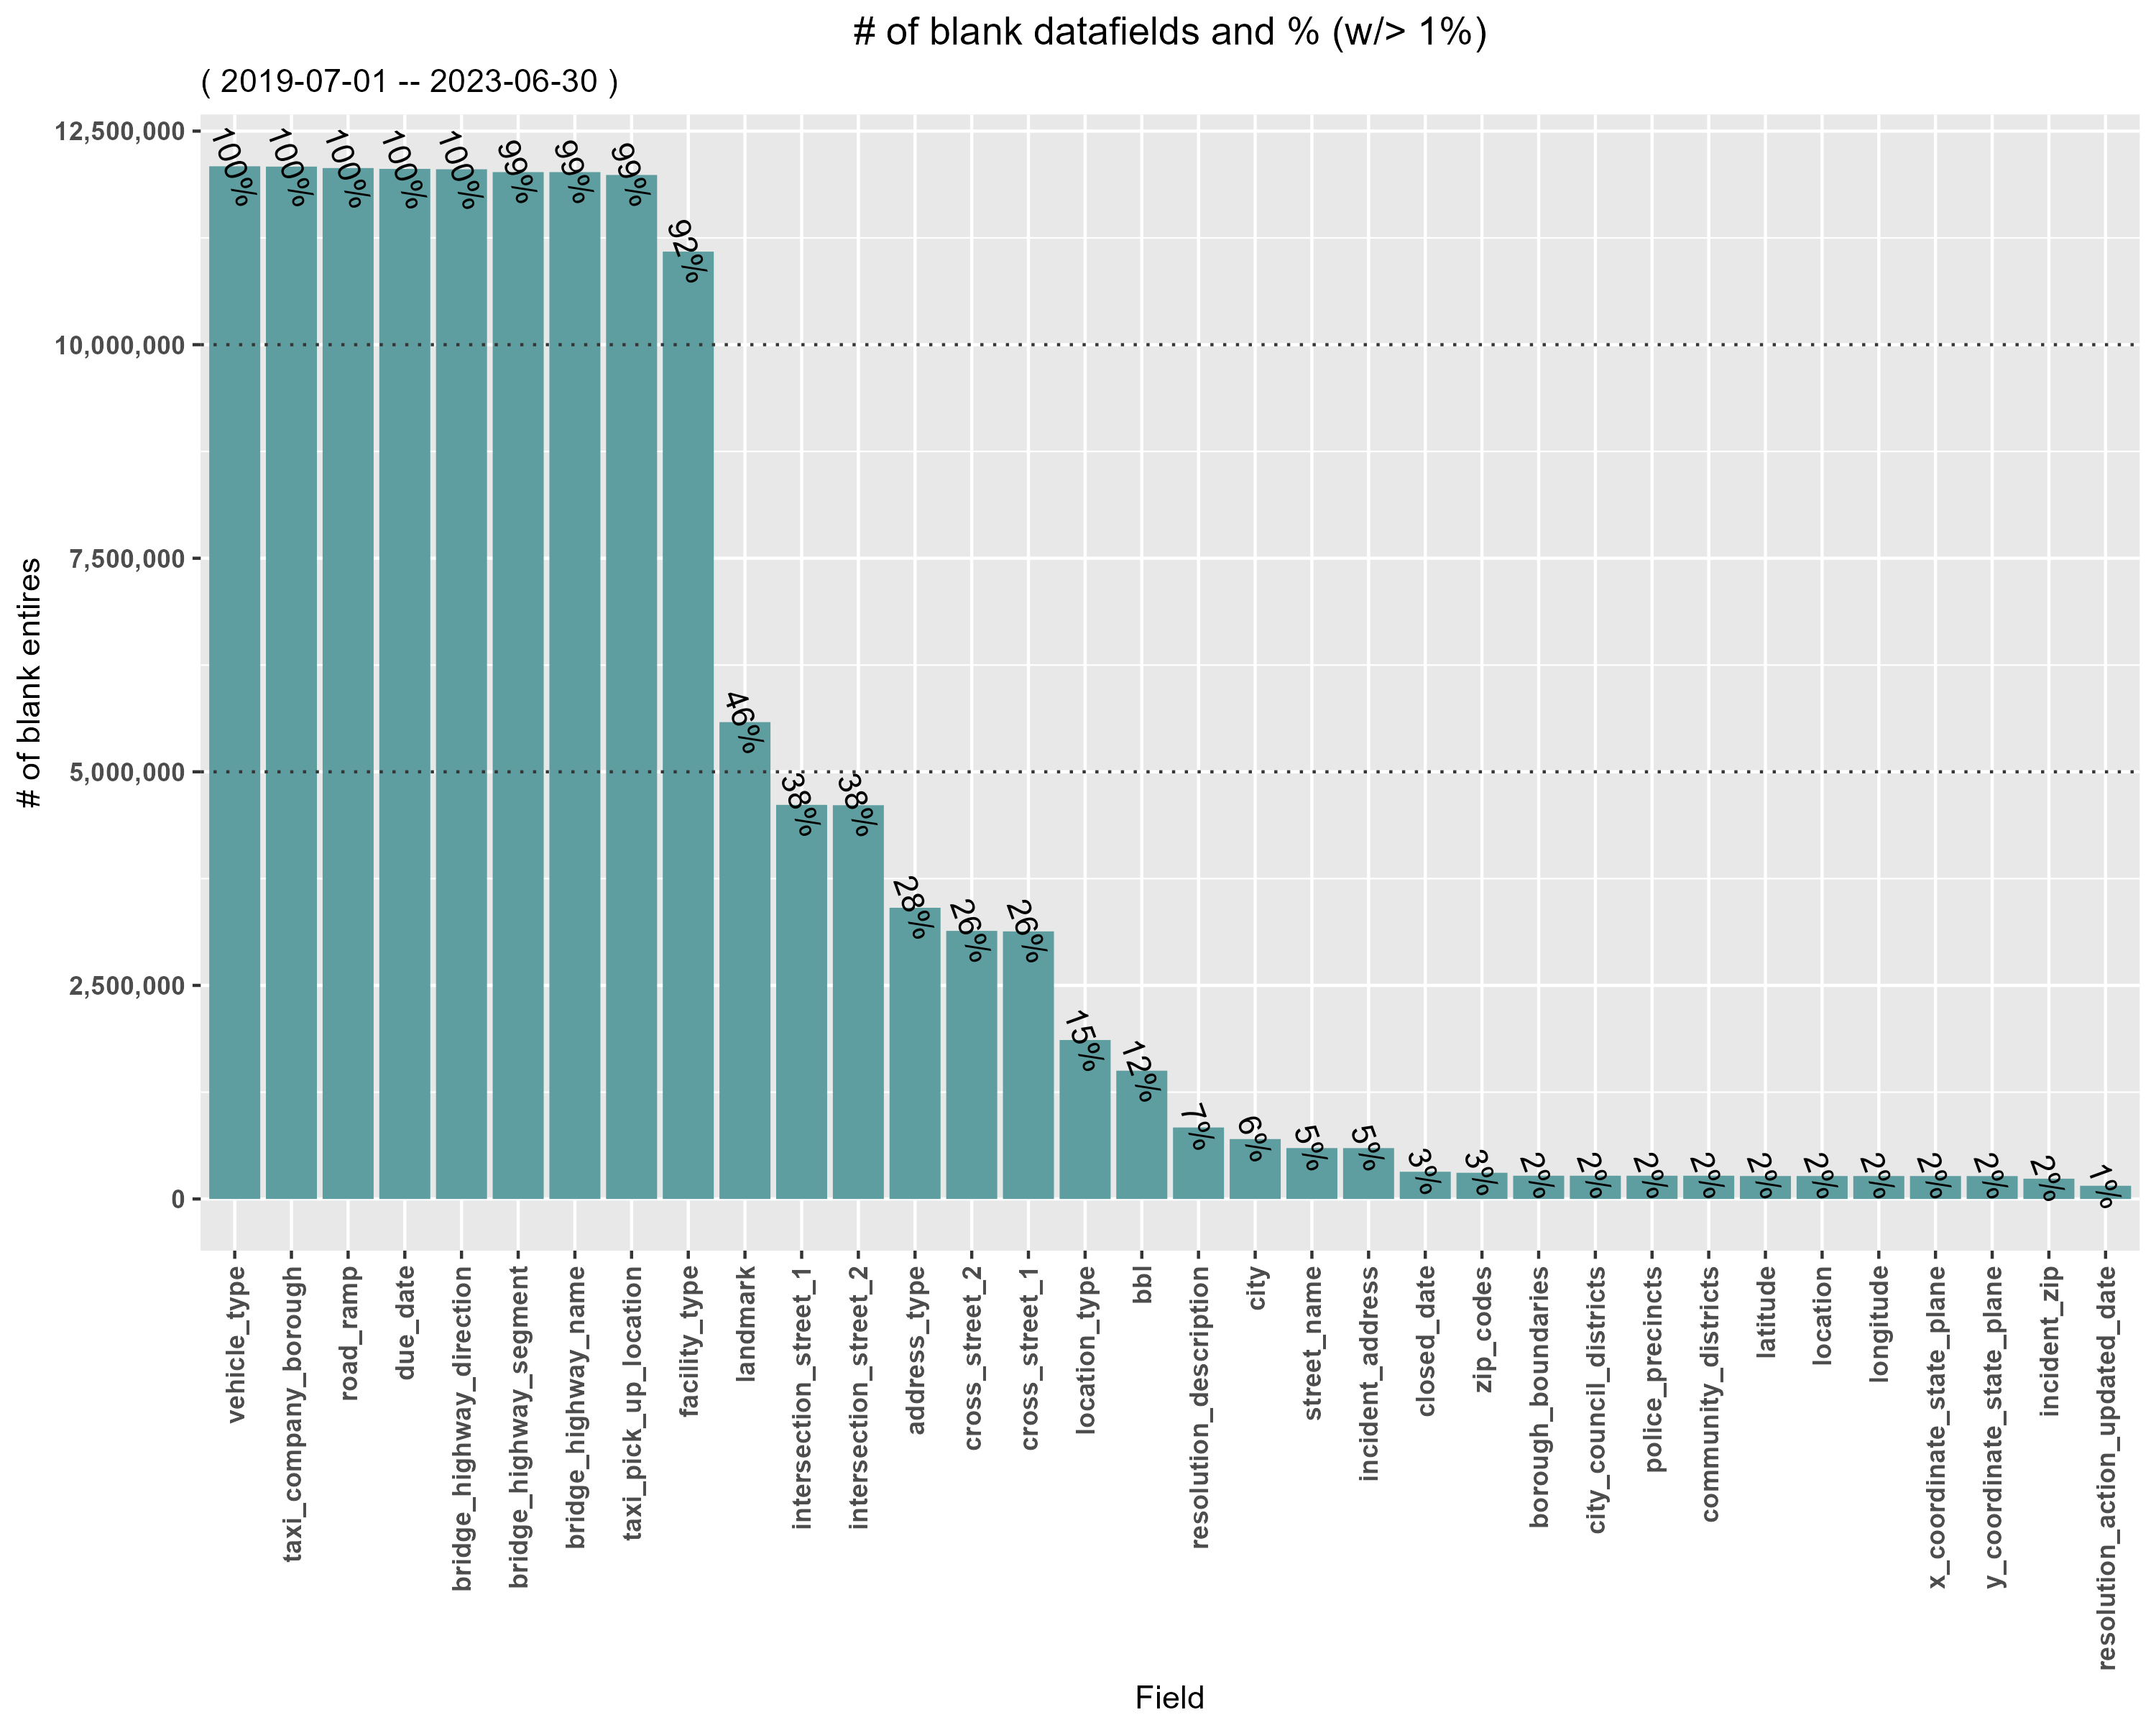 # of blank datafields and % (w/> 1%)
( 2019-07-01 -- 2023-06-30 )
# of blank entires
12,500,000
10,000,000
7,500,000
5,000,000
2,500,000
0
100%
100%
100%
100%
100%
99%
99%
99%
92%
46%
38%
38%
28%
26%
26%
15%
12%
7%
6%
5%
5%
3%
3%
2%
2%
2%
2%
2%
2%
2%
2%
2%
2%
1%
vehicle_type
taxi_company_borough
road_ramp
due_date
bridge_highway_direction
bridge_highway_segment
bridge_highway_name
taxi_pick_up_location
facility_type
landmark
intersection_street_1
intersection_street_2
address_type
cross_street_2
cross_street_1
location_type
bbl
resolution_description
city
street_name
incident_address
closed_date
zip_codes
borough_boundaries
city_council_districts
police_precincts
community_districts
latitude
location
longitude
x_coordinate_state_plane
y_coordinate_state_plane
incident_zip
resolution_action_updated_date
Field